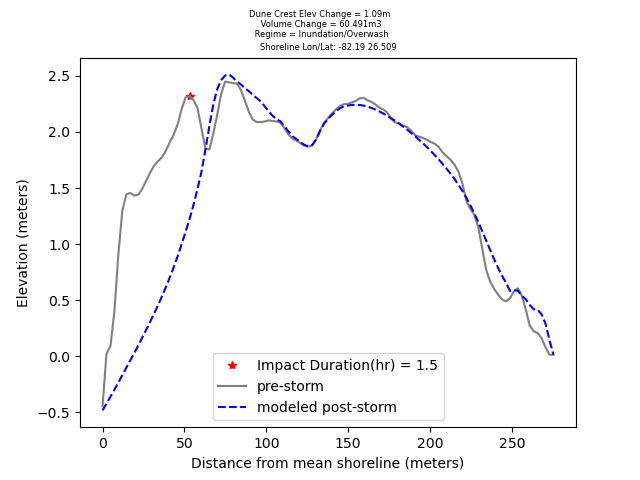 Dune Crest Elev Change = 1.09m
Volume Change = 60.491m3
Regime = Inundation/Overwash
Shoreline Lon/Lat: -82.19 26.509
2.5
2.0
1.5
1.0
0.5
0.0
−0.5
Elevation (meters)
Impact Duration(hr) = 1.5
pre-storm
modeled post-storm
0 50 100 150 200 250
Distance from mean shoreline (meters)